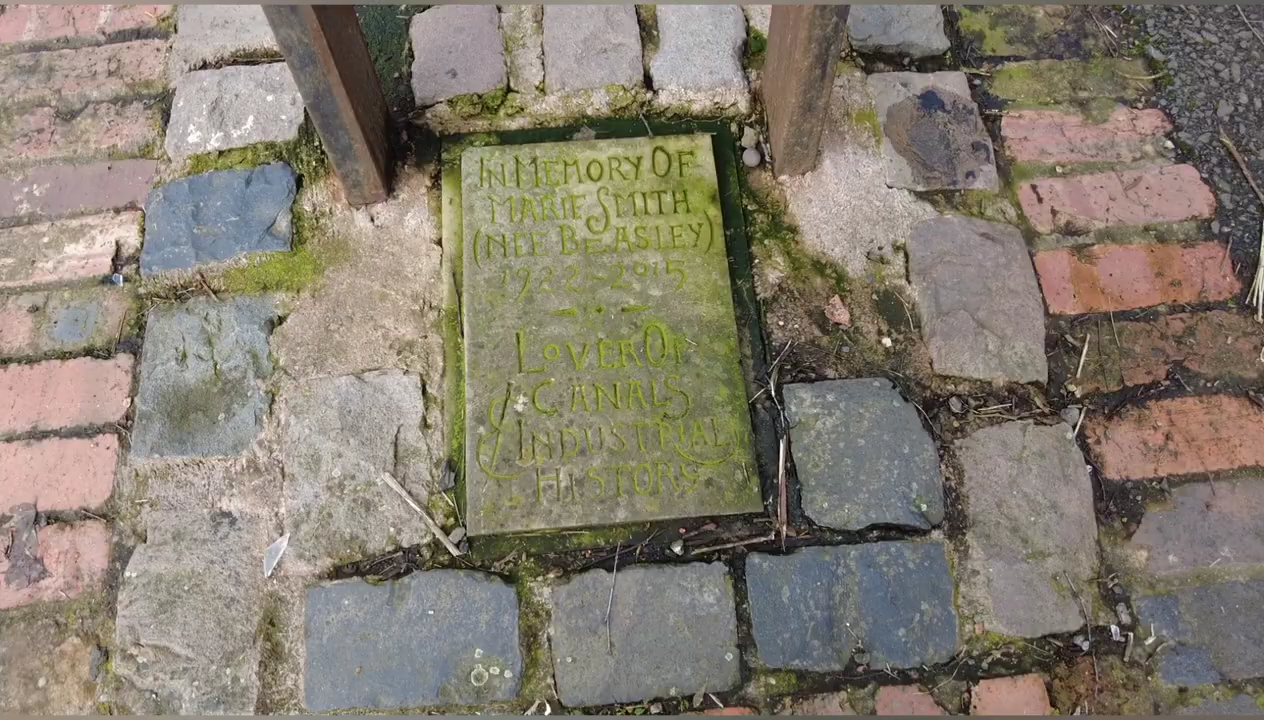 IN MEMORY OF
MARIE SMITH
(NEE BEASLEY)
1922-2015
LOVER OF
CANALS
& INDUSTRIAL
HISTORY